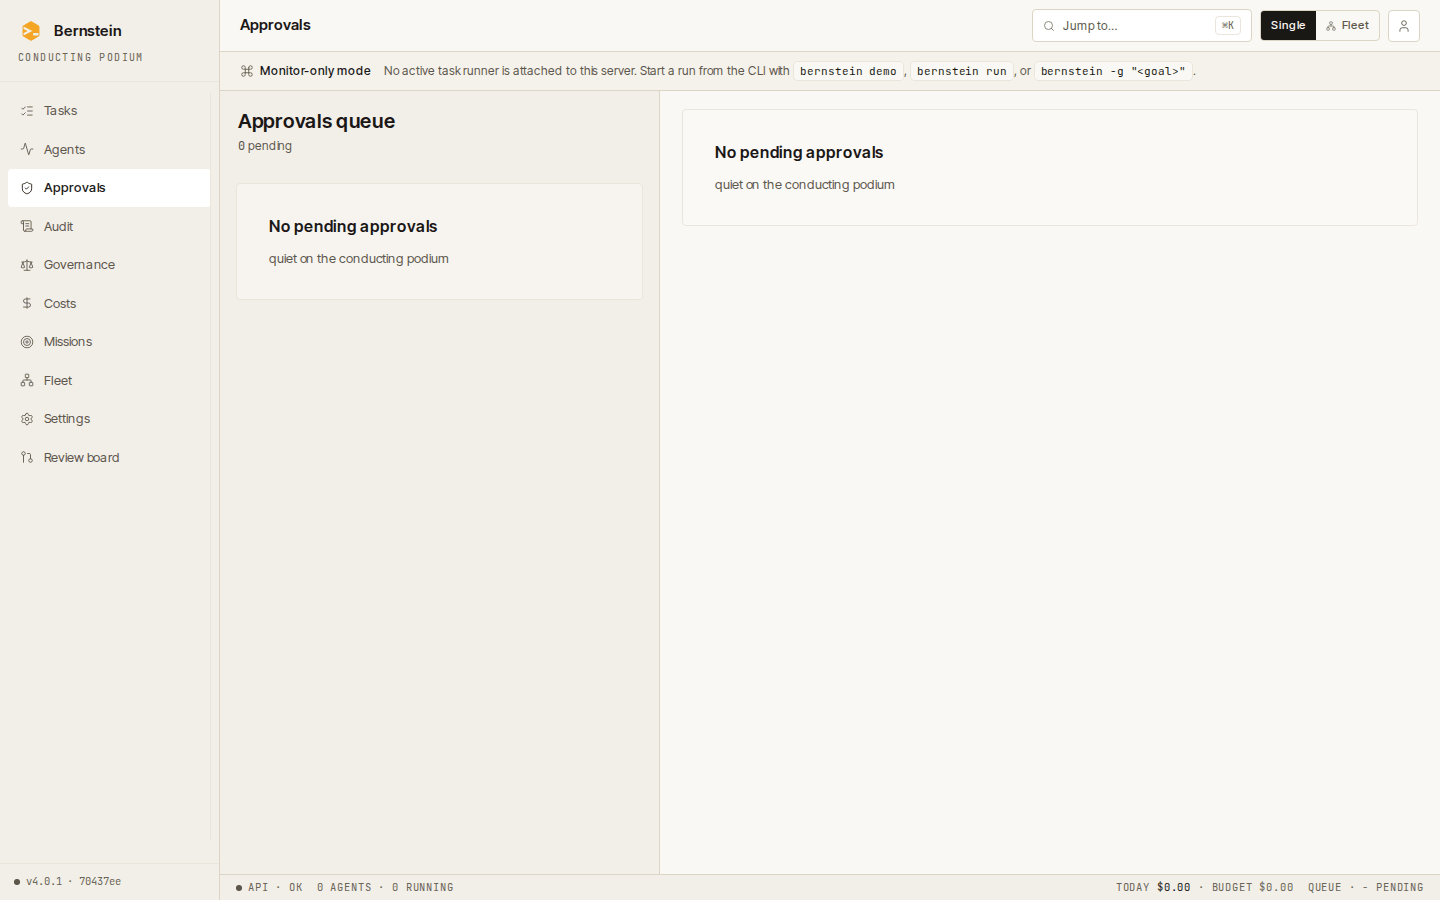 Bernstein
CONDUCTING PODIUM
Tasks
Agents
Approvals
Audit
Governance
Costs
Missions
Fleet
Settings
Review board
v4.0.1 · 70437ee
Approvals
Jump to...
⌘K
Single
Fleet
Monitor-only mode No active task runner is attached to this server. Start a run from the CLI with bernstein demo, bernstein run, or bernstein -g "<goal>".
Approvals queue
0 pending
No pending approvals
quiet on the conducting podium
No pending approvals
quiet on the conducting podium
API · OK 0 AGENTS · 0 RUNNING
TODAY $0.00 · BUDGET $0.00 QUEUE · - PENDING